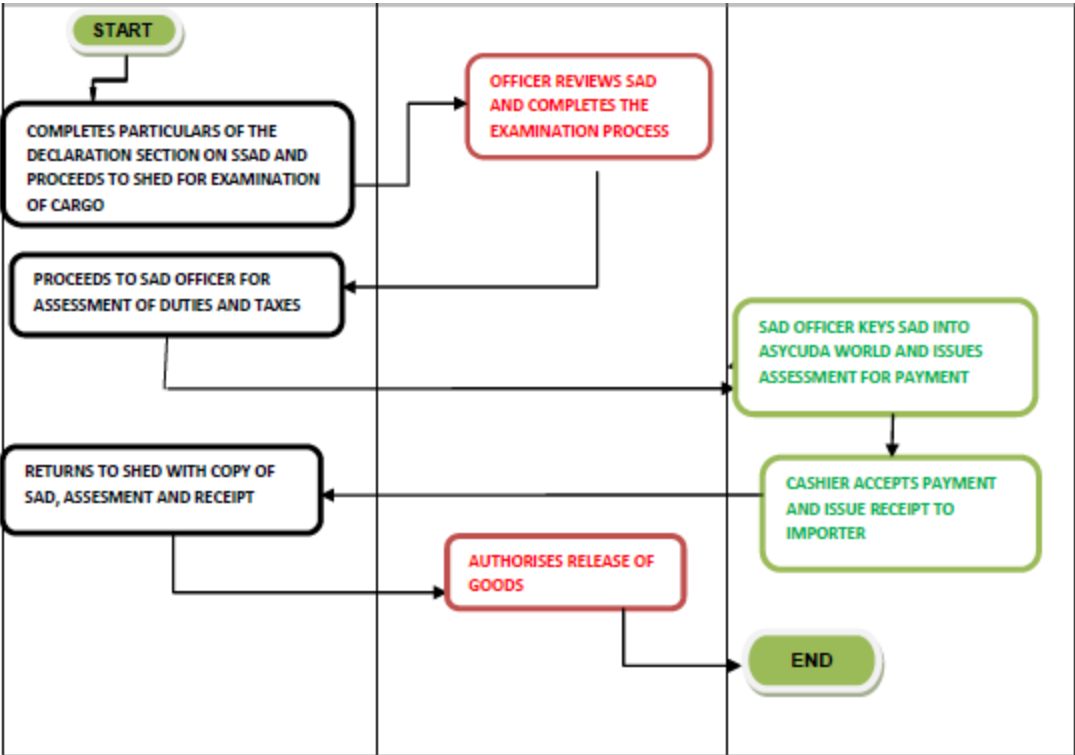 START
COMPLETES PARTICULARS OF THE
DECLARATION SECTION ON SSAD AND
PROCEEDS TO SHED FOR EXAMINATION
OF CARGO
OFFICER REVIEWS SAD
AND COMPLETES THE
EXAMINATION PROCESS
PROCEEDS TO SAD OFFICER FOR
ASSESSMENT OF DUTIES AND TAXES
SAD OFFICER KEYS SAD INTO
ASYCUDA WORLD AND ISSUES
ASSESSMENT FOR PAYMENT
CASHIER ACCEPTS PAYMENT
AND ISSUE RECEIPT TO
IMPORTER
RETURNS TO SHED WITH COPY OF
SAD, ASSESMENT AND RECEIPT
AUTHORISES RELEASE OF
GOODS
END